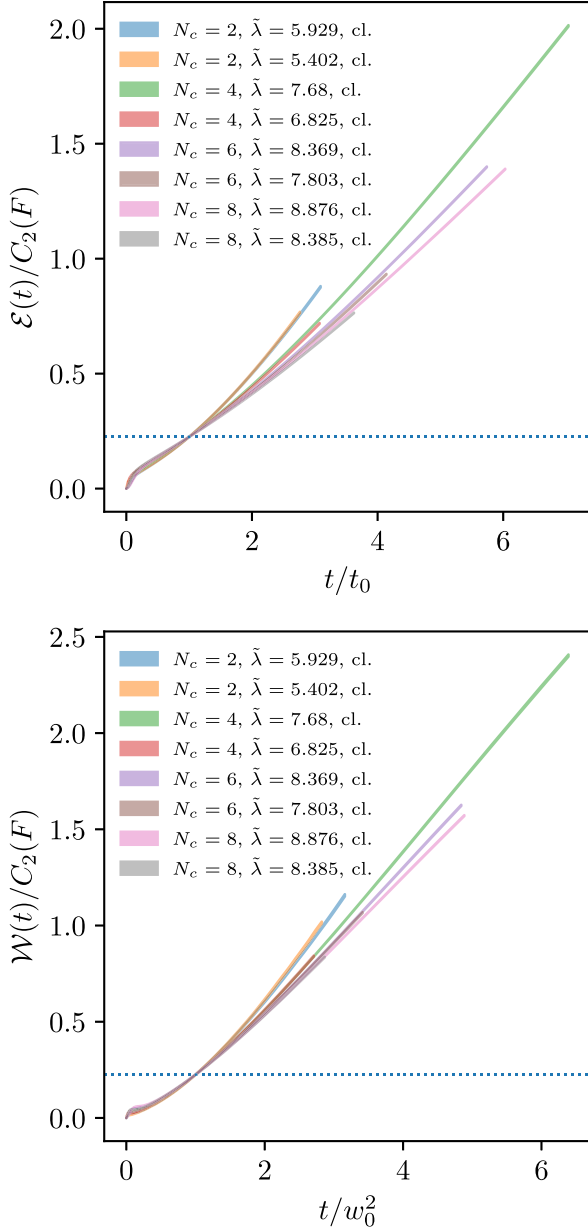 2.0
1.5
1.0
0.5
0.0
ℰ(t)/C₂(F)
N_c = 2, λ̃ = 5.929, cl.
N_c = 2, λ̃ = 5.402, cl.
N_c = 4, λ̃ = 7.68, cl.
N_c = 4, λ̃ = 6.825, cl.
N_c = 6, λ̃ = 8.369, cl.
N_c = 6, λ̃ = 7.803, cl.
N_c = 8, λ̃ = 8.876, cl.
N_c = 8, λ̃ = 8.385, cl.
0 2 4 6
t/t₀
2.5
2.0
1.5
1.0
0.5
0.0
𝒲(t)/C₂(F)
N_c = 2, λ̃ = 5.929, cl.
N_c = 2, λ̃ = 5.402, cl.
N_c = 4, λ̃ = 7.68, cl.
N_c = 4, λ̃ = 6.825, cl.
N_c = 6, λ̃ = 8.369, cl.
N_c = 6, λ̃ = 7.803, cl.
N_c = 8, λ̃ = 8.876, cl.
N_c = 8, λ̃ = 8.385, cl.
0 2 4 6
t/w₀²